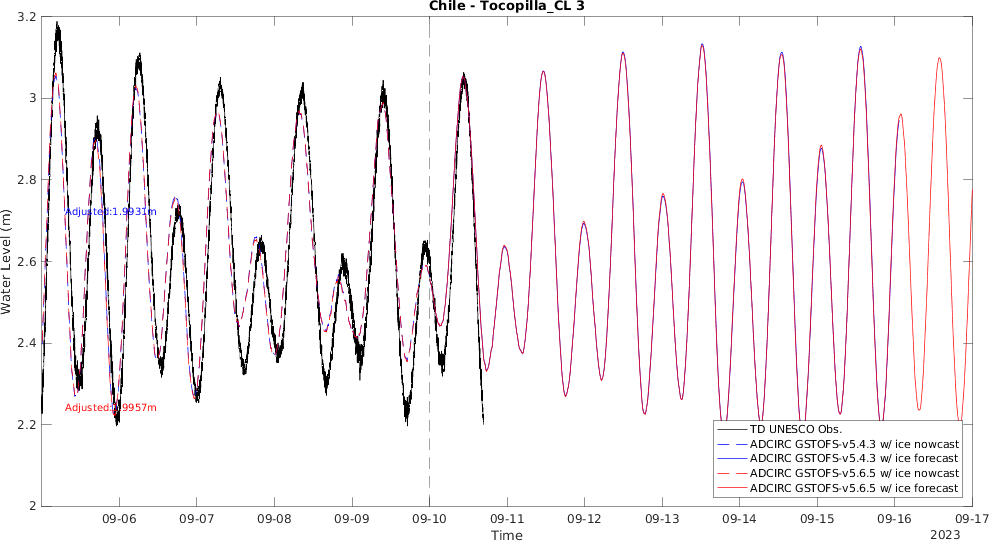 Chile - Tocopilla_CL 3
3.2
3
2.8
2.6
2.4
2.2
2
Water Level (m)
Adjusted:1.9931m
Adjusted:1.9957m
TD UNESCO Obs.
ADCIRC GSTOFS-v5.4.3 w/ ice nowcast
ADCIRC GSTOFS-v5.4.3 w/ ice forecast
ADCIRC GSTOFS-v5.6.5 w/ ice nowcast
ADCIRC GSTOFS-v5.6.5 w/ ice forecast
09-06 09-07 09-08 09-09 09-10 09-11 09-12 09-13 09-14 09-15 09-16 09-17
Time
2023